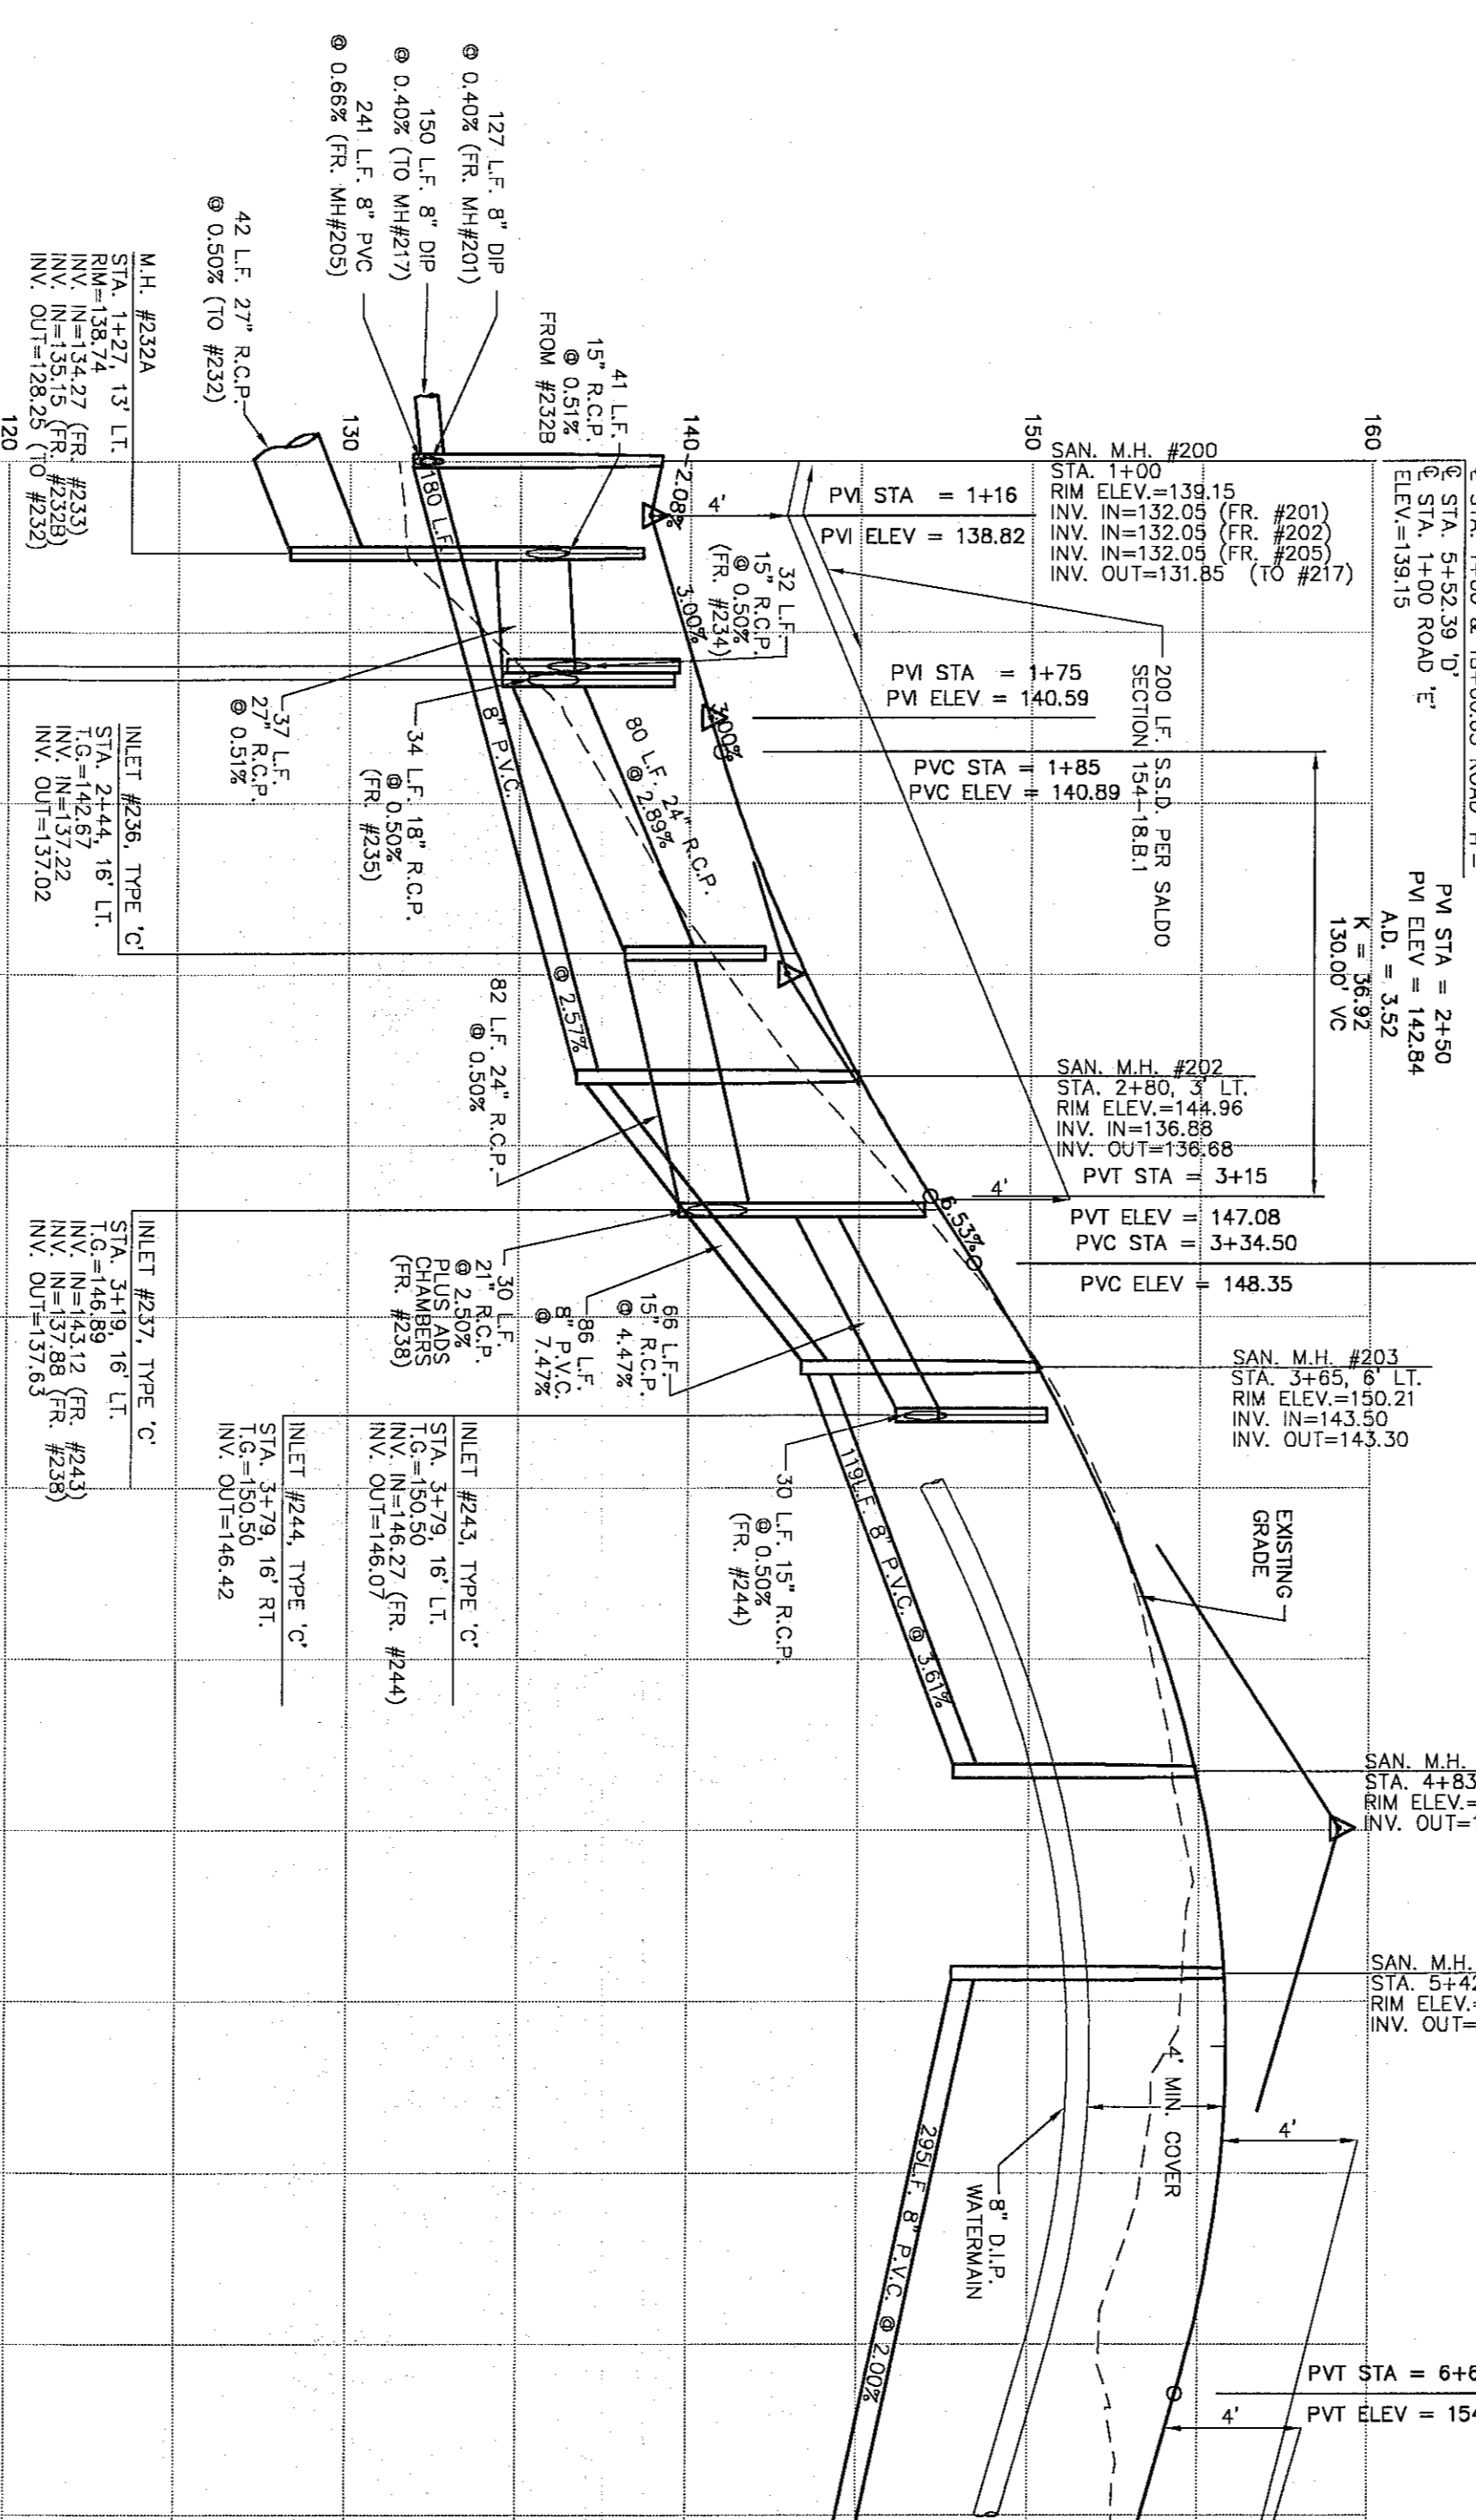 160
150
140
130
120
℄ STA. 5+52.39 'D'
℄ STA. 1+00 ROAD 'E'
ELEV.=139.15
SAN. M.H. #200
STA. 1+00
RIM ELEV.=139.15
INV. IN=132.05 (FR. #201)
INV. IN=132.05 (FR. #202)
INV. IN=132.05 (FR. #205)
INV. OUT=131.85 (TO #217)
PVI STA = 1+16
PVI ELEV = 138.82
4'
-2.08%
3.00%
3.00%
PVI STA = 1+75
PVI ELEV = 140.59
PVC STA = 1+85
PVC ELEV = 140.89
200 LF. S.S.D. PER SALDO
SECTION 154-18.B.1
PVI STA = 2+50
PVI ELEV = 142.84
A.D. = 3.52
K = 36.92
130.00' VC
SAN. M.H. #202
STA. 2+80, 3' LT.
RIM ELEV.=144.96
INV. IN=136.88
INV. OUT=136.68
PVT STA = 3+15
PVT ELEV = 147.08
PVC STA = 3+34.50
PVC ELEV = 148.35
4'
6.53%
SAN. M.H. #203
STA. 3+65, 6' LT.
RIM ELEV.=150.21
INV. IN=143.50
INV. OUT=143.30
EXISTING
GRADE
SAN. M.H.
STA. 4+83
RIM ELEV.=
INV. OUT=1
SAN. M.H.
STA. 5+42
RIM ELEV.=
INV. OUT=
4' MIN. COVER
4'
8" D.I.P.
WATERMAIN
295L.F. 8" P.V.C. @ 2.00%
PVT STA = 6+6
PVT ELEV = 154
4'
127 L.F. 8" DIP
@ 0.40% (FR. MH#201)
150 L.F. 8" DIP
@ 0.40% (TO MH#217)
241 L.F. 8" PVC
@ 0.66% (FR. MH#205)
42 L.F. 27" R.C.P.
@ 0.50% (TO #232)
41 L.F.
15" R.C.P.
@ 0.51%
FROM #232B
32 L.F.
15" R.C.P.
@ 0.50%
(FR. #234)
180 L.F.
8" P.V.C.
@ 2.57%
80 L.F. 24" R.C.P.
@ 2.89%
M.H. #232A
STA. 1+27, 13' LT.
RIM=138.74
INV. IN=134.27 (FR. #233)
INV. IN=135.15 (FR. #232B)
INV. OUT=128.25 (TO #232)
37 L.F.
27" R.C.P.
@ 0.51%
34 L.F. 18" R.C.P.
@ 0.50%
(FR. #235)
INLET #236, TYPE 'C'
STA. 2+44, 16' LT.
T.G.=142.67
INV. IN=137.22
INV. OUT=137.02
82 L.F. 24" R.C.P.
@ 0.50%
30 L.F.
21" R.C.P.
@ 2.50%
PLUS ADS
CHAMBERS
(FR. #238)
86 L.F.
8" P.V.C.
@ 7.47%
66 L.F.
15" R.C.P.
@ 4.47%
INLET #237, TYPE 'C'
STA. 3+19, 16' LT.
T.G.=146.89
INV. IN=143.12 (FR. #243)
INV. IN=137.88 (FR. #238)
INV. OUT=137.63
119L.F. 8" P.V.C. @ 3.61%
30 L.F. 15" R.C.P.
@ 0.50%
(FR. #244)
INLET #243, TYPE 'C'
STA. 3+79, 16' LT.
T.G.=150.50
INV. IN=146.27 (FR. #244)
INV. OUT=146.07
INLET #244, TYPE 'C'
STA. 3+79, 16' RT.
T.G.=150.50
INV. OUT=146.42